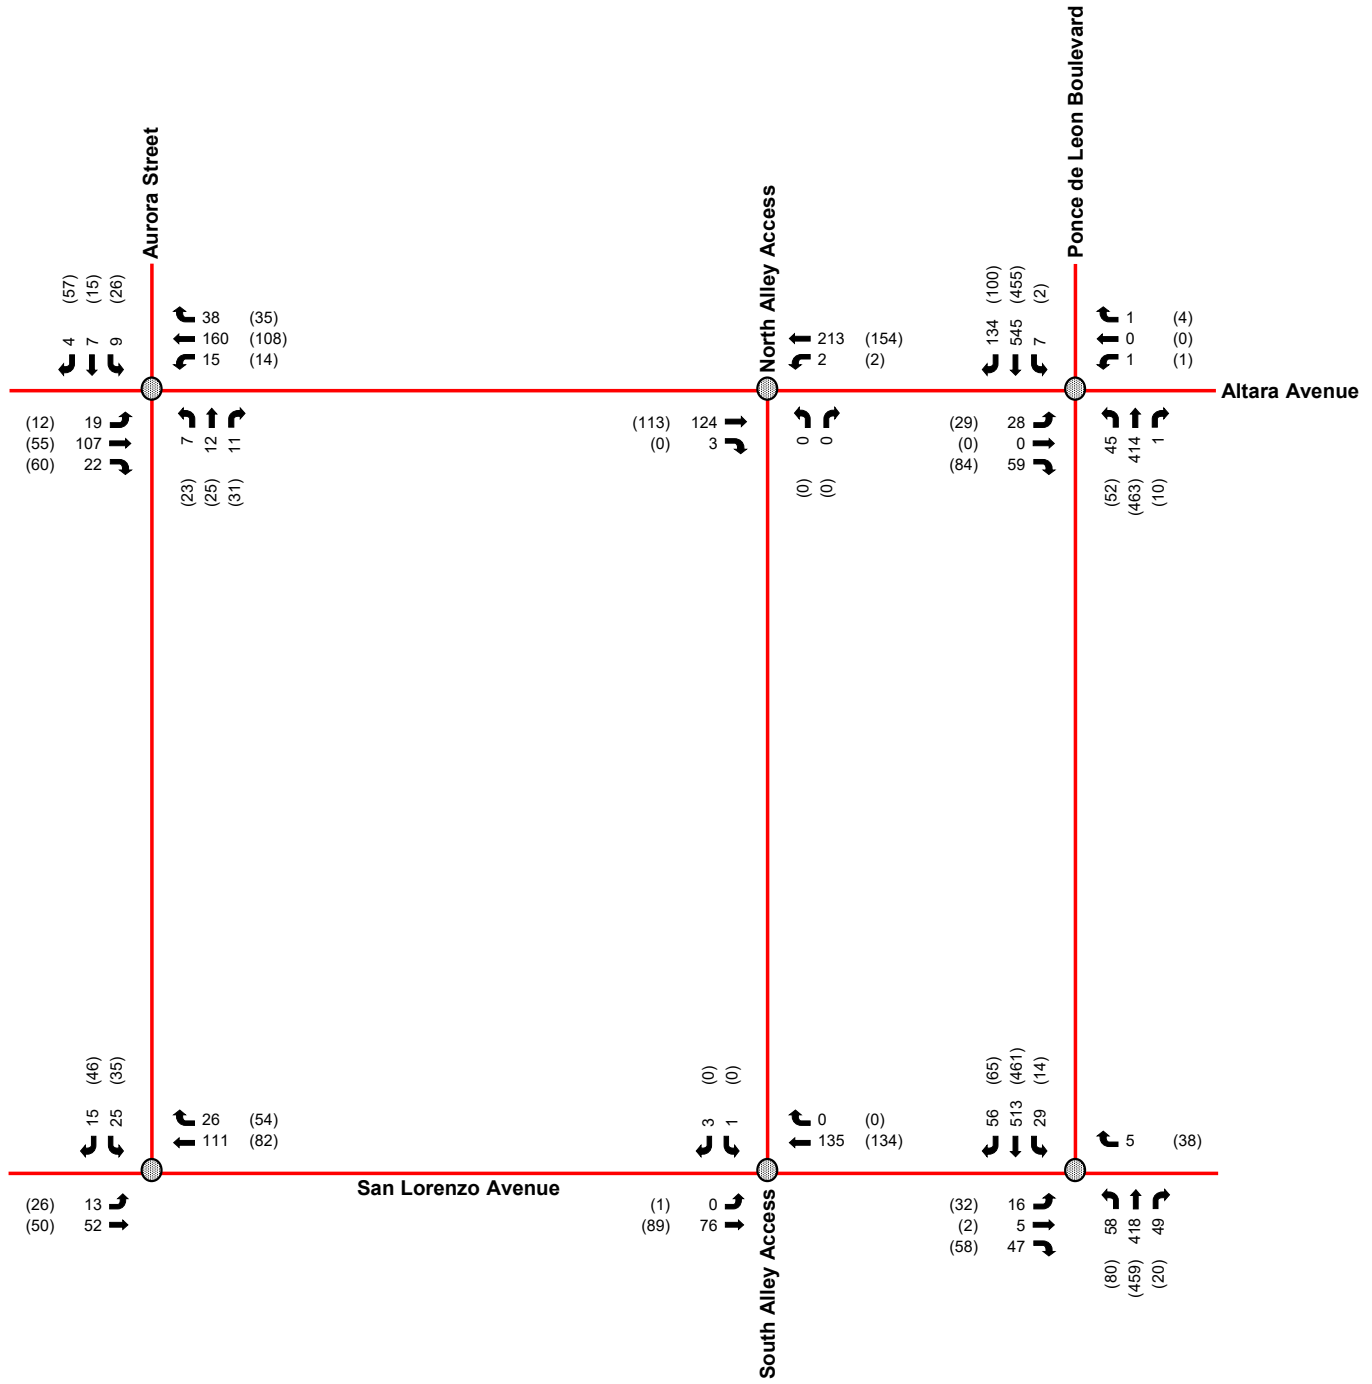 Aurora Street
North Alley Access
Ponce de Leon Boulevard
(57) (15) (26)
4 7 9
38 (35)
160 (108)
15 (14)
(12) 19
(55) 107
(60) 22
7 12 11
(23) (25) (31)
213 (154)
2 (2)
(113) 124
(0) 3
0 0
(0) (0)
(100) (455) (2)
134 545 7
1 (4)
0 (0)
1 (1)
Altara Avenue
(29) 28
(0) 0
(84) 59
45 414 1
(52) (463) (10)
(46) (35)
15 25
26 (54)
111 (82)
(26) 13
(50) 52
San Lorenzo Avenue
(0) (0)
3 1
0 (0)
135 (134)
(1) 0
(89) 76
South Alley Access
(65) (461) (14)
56 513 29
5 (38)
(32) 16
(2) 5
(58) 47
58 418 49
(80) (459) (20)